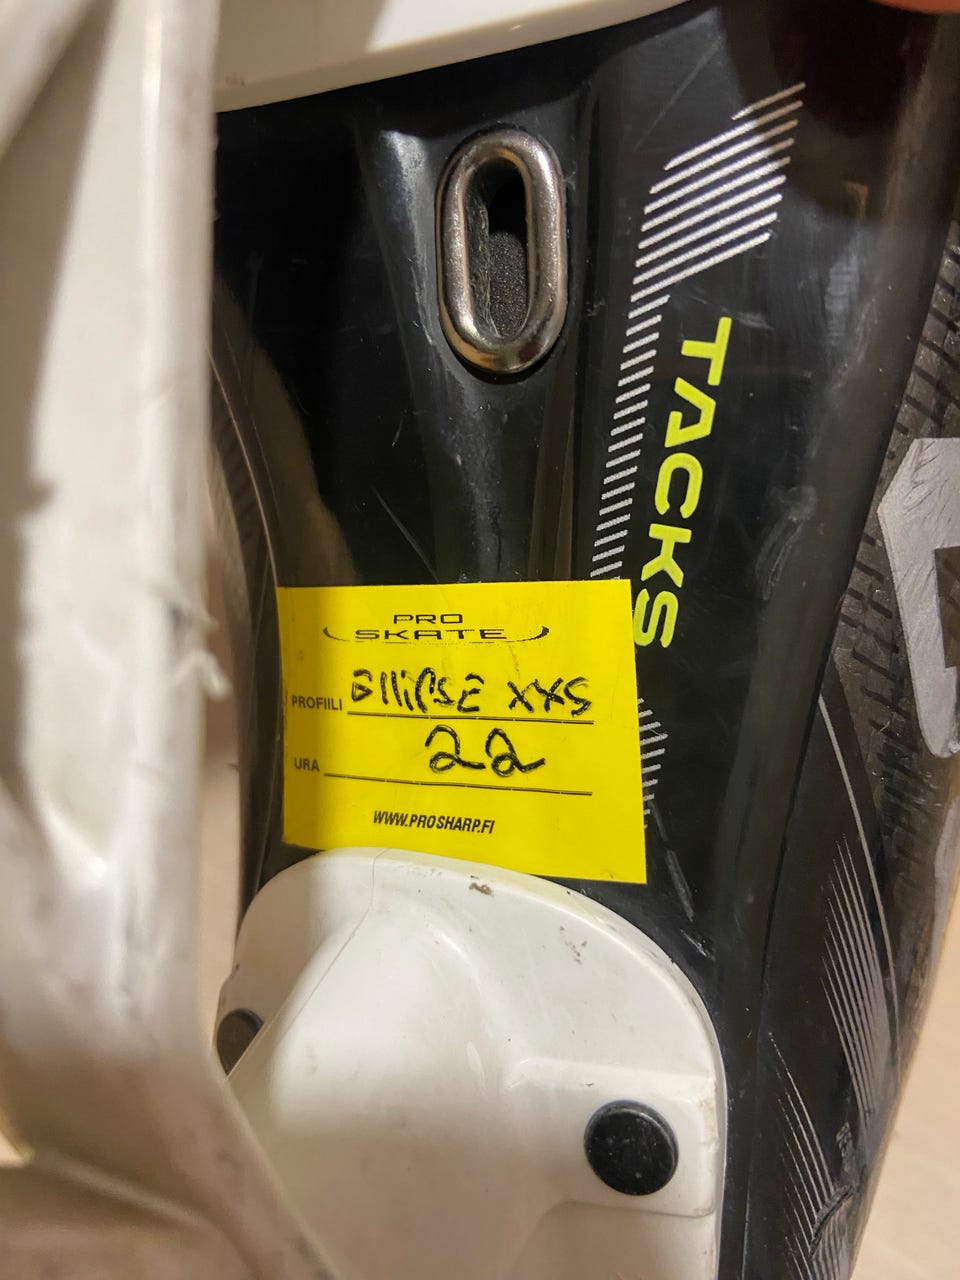 TACKS
PRO
SKATE
PROFIILI Ellipse XXS
URA 22
WWW.PROSHARP.FI